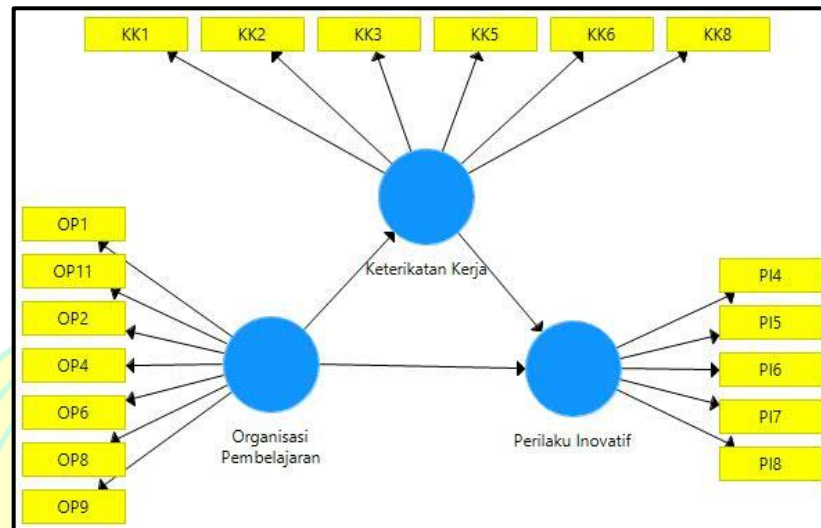 KK1
KK2
KK3
KK5
KK6
KK8
Keterikatan Kerja
OP1
OP11
OP2
OP4
OP6
OP8
OP9
Organisasi
Pembelajaran
Perilaku Inovatif
PI4
PI5
PI6
PI7
PI8